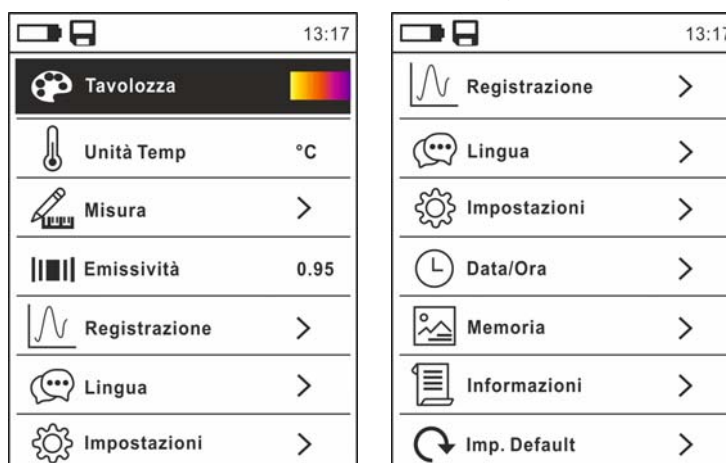 13:17
Tavolozza
Unità Temp °C
Misura >
Emissività 0.95
Registrazione >
Lingua >
Impostazioni >
13:17
Registrazione >
Lingua >
Impostazioni >
Data/Ora >
Memoria >
Informazioni >
Imp. Default >